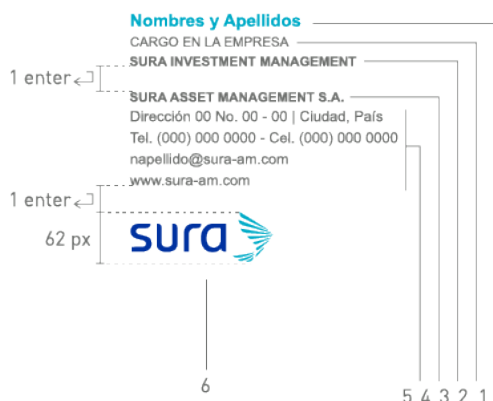 Nombres y Apellidos
CARGO EN LA EMPRESA
SURA INVESTMENT MANAGEMENT
1 enter
SURA ASSET MANAGEMENT S.A.
Dirección 00 No. 00 - 00 | Ciudad, País
Tel. (000) 000 0000 - Cel. (000) 000 0000
napellido@sura-am.com
www.sura-am.com
1 enter
62 px
sura
6
5 4 3 2 1